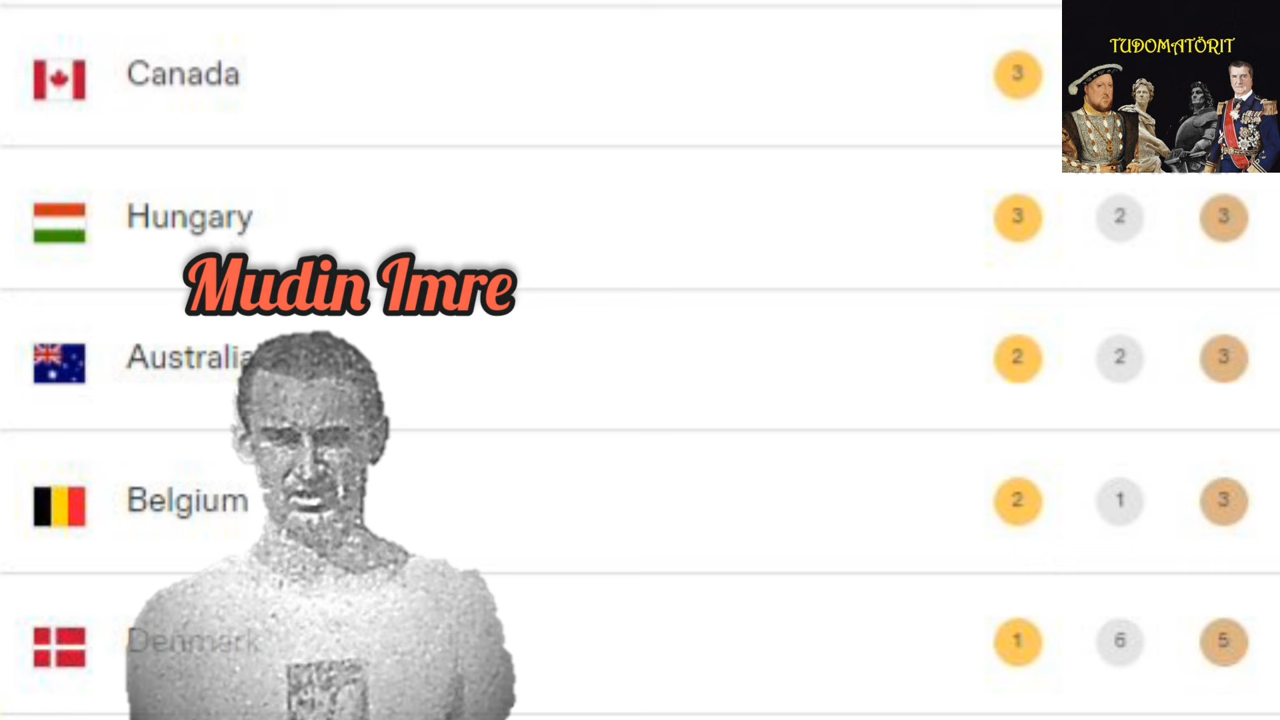 Canada 3
TUDOMATÖRIT
Hungary 3 2 3
Mudin Imre
Australia 2 2 3
Belgium 2 1 3
Denmark 1 6 5